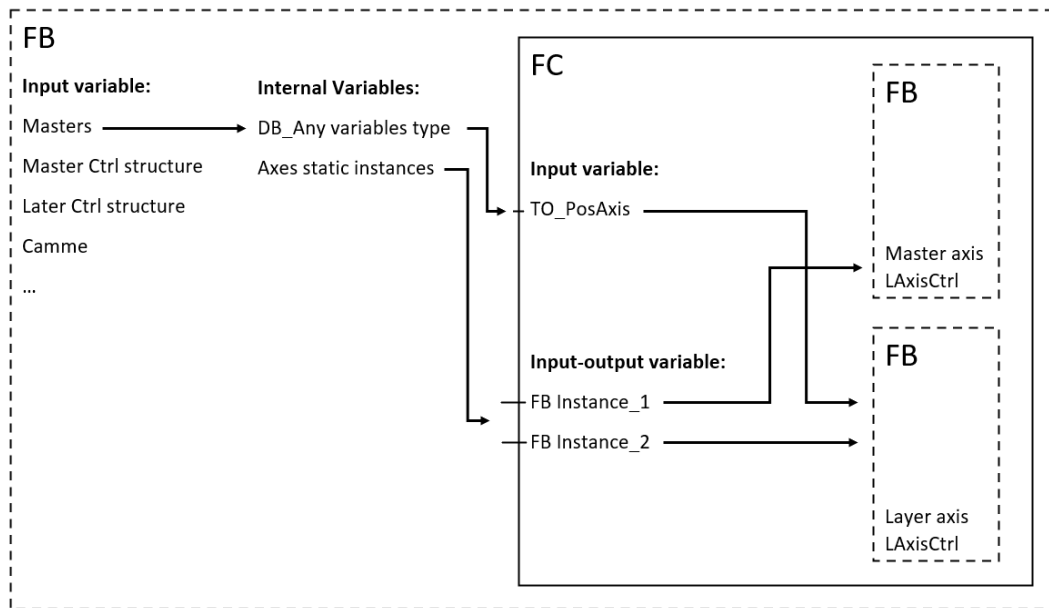 FB
Input variable:
Masters
Master Ctrl structure
Later Ctrl structure
Camme
...
Internal Variables:
DB_Any variables type
Axes static instances
FC
Input variable:
TO_PosAxis
Input-output variable:
FB Instance_1
FB Instance_2
FB
Master axis
LAxisCtrl
FB
Layer axis
LAxisCtrl